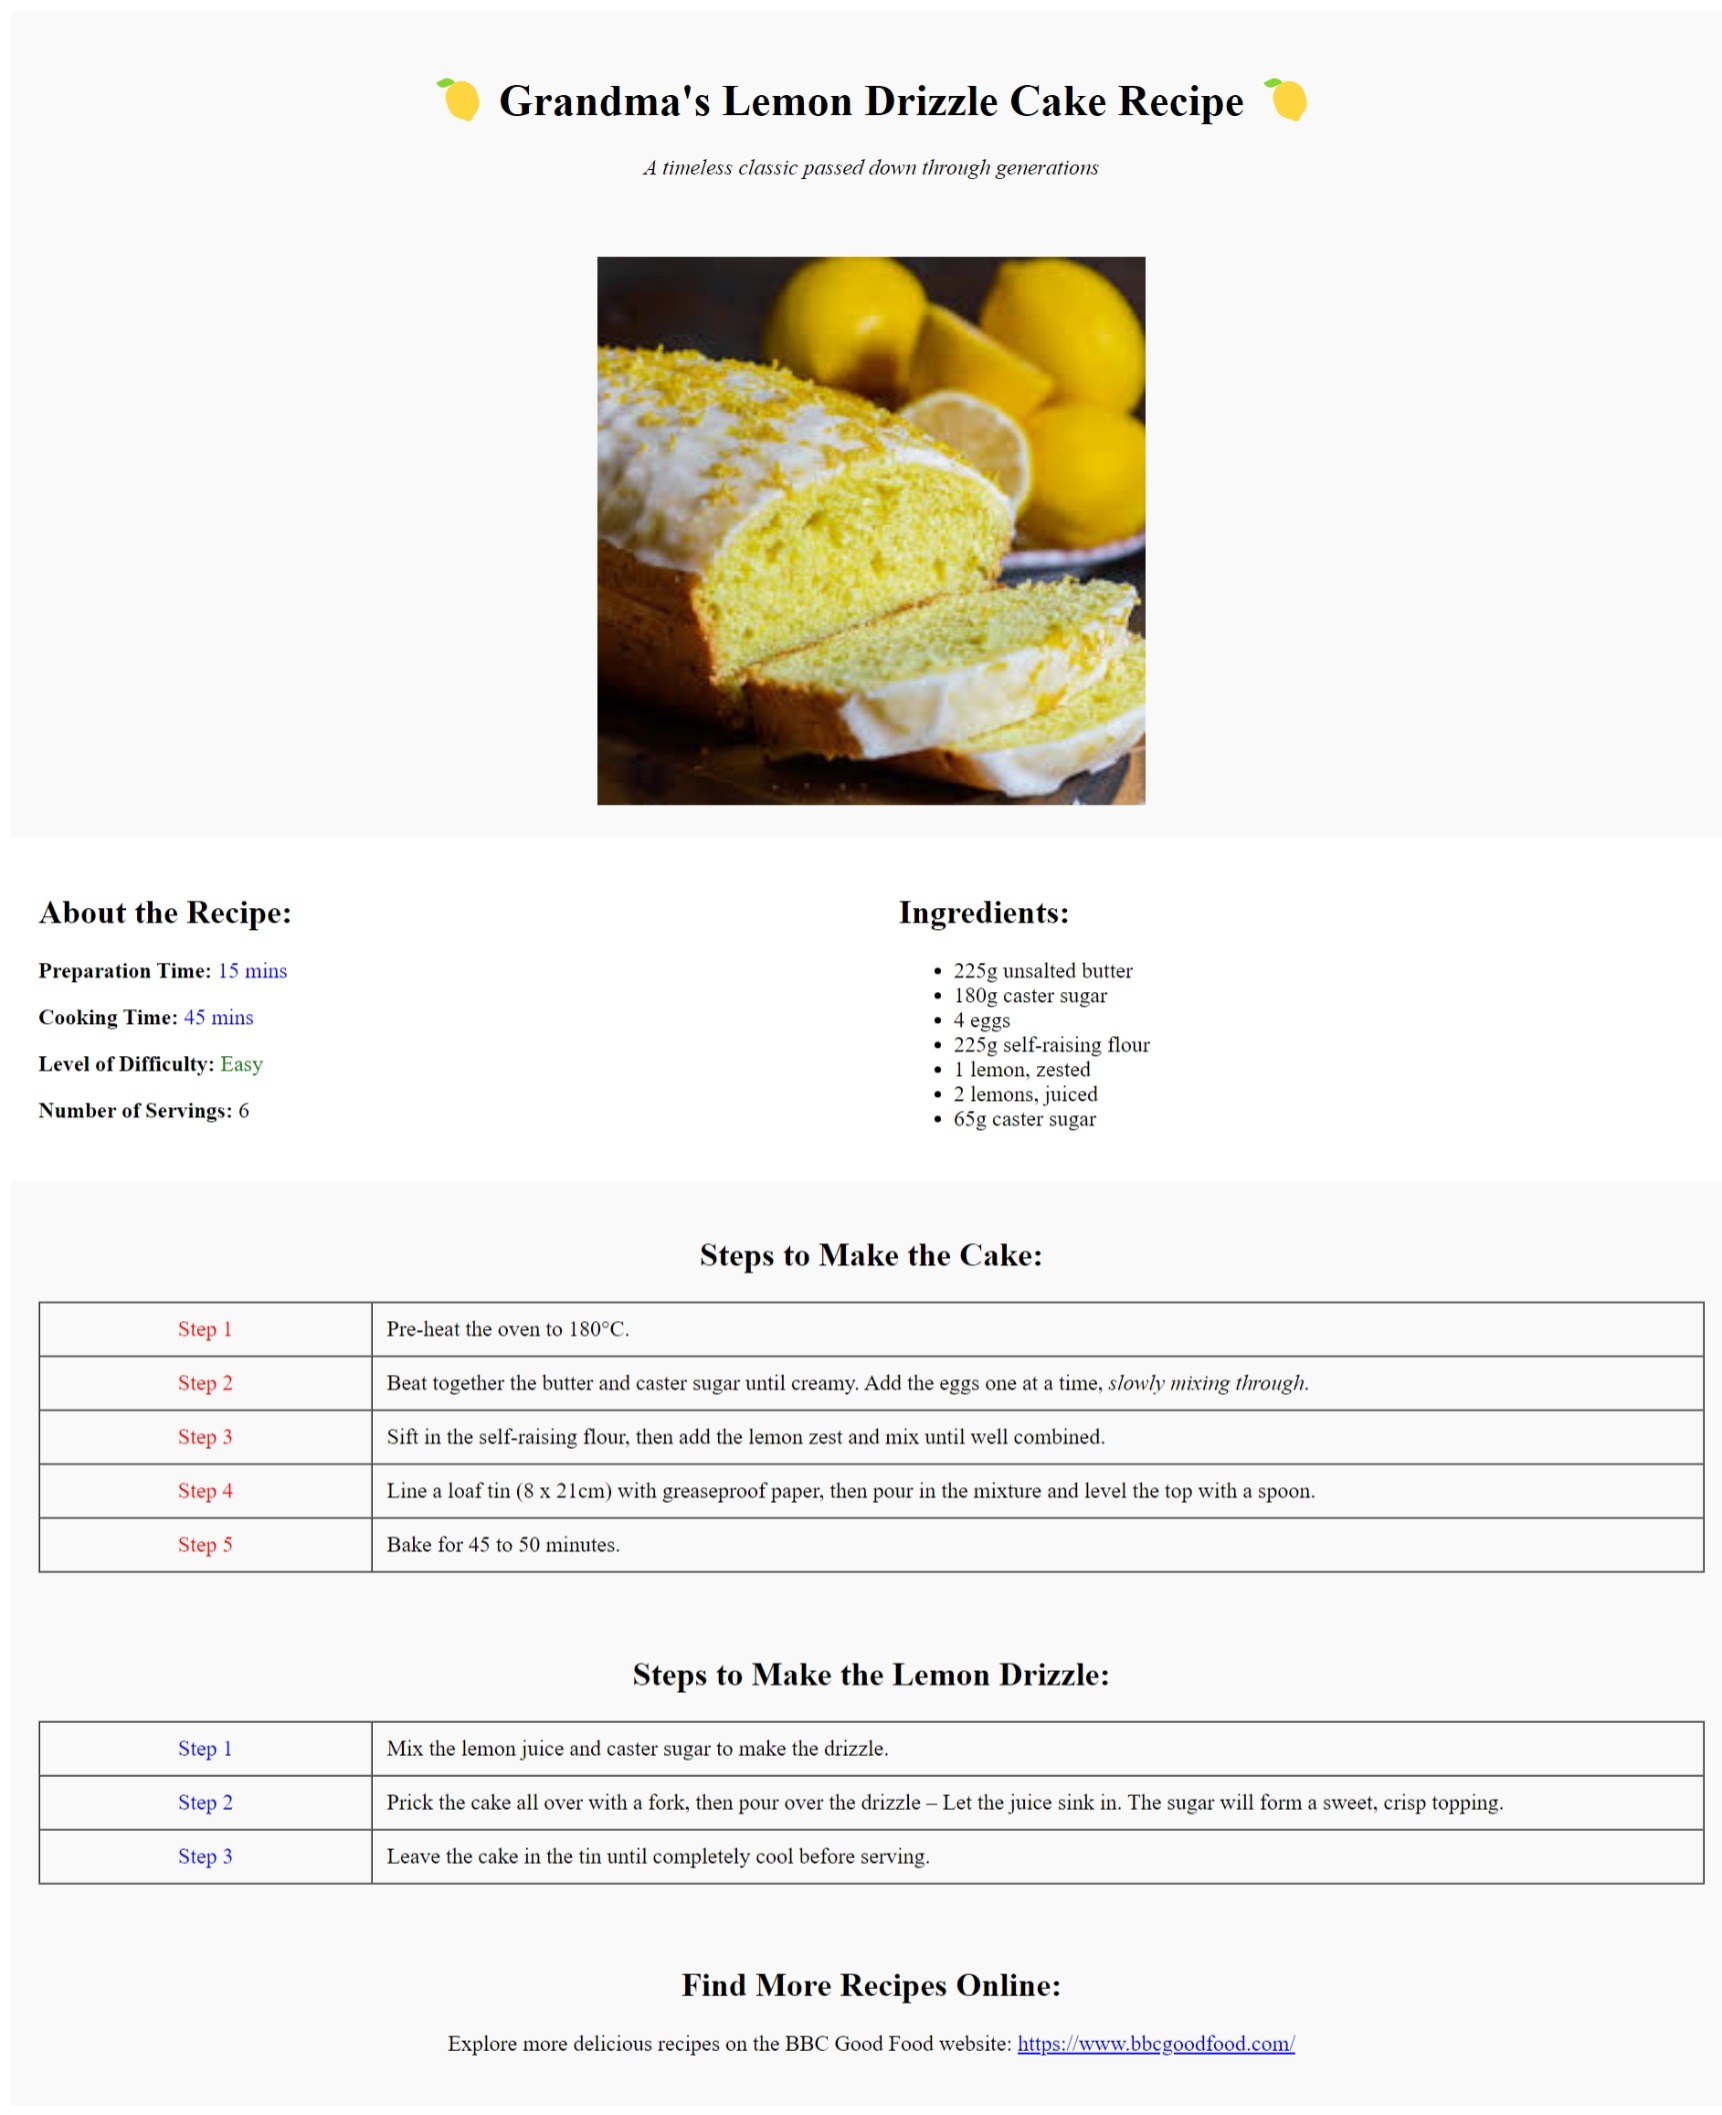 🍋 Grandma's Lemon Drizzle Cake Recipe 🍋
A timeless classic passed down through generations
About the Recipe:
Preparation Time: 15 mins
Cooking Time: 45 mins
Level of Difficulty: Easy
Number of Servings: 6
Ingredients:
• 225g unsalted butter
• 180g caster sugar
• 4 eggs
• 225g self-raising flour
• 1 lemon, zested
• 2 lemons, juiced
• 65g caster sugar
Steps to Make the Cake:
Step 1 Pre-heat the oven to 180°C.
Step 2 Beat together the butter and caster sugar until creamy. Add the eggs one at a time, slowly mixing through.
Step 3 Sift in the self-raising flour, then add the lemon zest and mix until well combined.
Step 4 Line a loaf tin (8 x 21cm) with greaseproof paper, then pour in the mixture and level the top with a spoon.
Step 5 Bake for 45 to 50 minutes.
Steps to Make the Lemon Drizzle:
Step 1 Mix the lemon juice and caster sugar to make the drizzle.
Step 2 Prick the cake all over with a fork, then pour over the drizzle – Let the juice sink in. The sugar will form a sweet, crisp topping.
Step 3 Leave the cake in the tin until completely cool before serving.
Find More Recipes Online:
Explore more delicious recipes on the BBC Good Food website: https://www.bbcgoodfood.com/